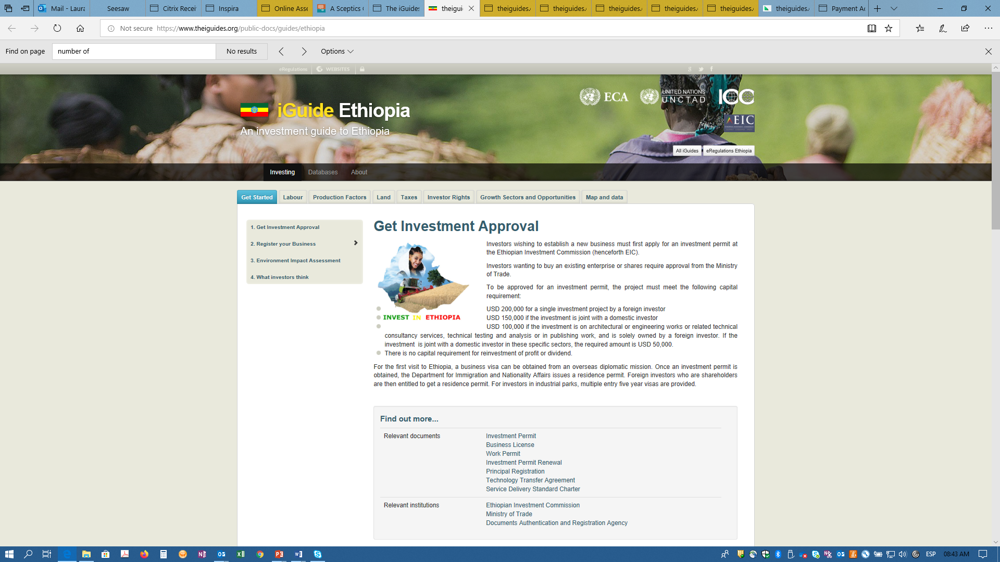 Mail - Laura
Seesaw
Citrix Recei
Inspira
Online Asse
A Sceptics
The iGuides
theigui
theiguides.
theiguides.
theiguides.
theiguides.
theiguides.
theiguides.
Payment Ac
Not secure https://www.theiguides.org/public-docs/guides/ethiopia
Find on page number of No results Options
eRegulations WEBSITES
ECA UNITED NATIONS UNCTAD ICC
iGuide Ethiopia
EIC
An investment guide to Ethiopia
All iGuides eRegulations Ethiopia
Investing Databases About
Get Started Labour Production Factors Land Taxes Investor Rights Growth Sectors and Opportunities Map and data
1. Get Investment Approval
2. Register your Business
3. Environment Impact Assessment
4. What investors think
Get Investment Approval
INVEST IN ETHIOPIA
Investors wishing to establish a new business must first apply for an investment permit at
the Ethiopian Investment Commission (henceforth EIC).
Investors wanting to buy an existing enterprise or shares require approval from the Ministry
of Trade.
To be approved for an investment permit, the project must meet the following capital
requirement:
USD 200,000 for a single investment project by a foreign investor
USD 150,000 if the investment is joint with a domestic investor
USD 100,000 if the investment is on architectural or engineering works or related technical
consultancy services, technical testing and analysis or in publishing work, and is solely owned by a foreign investor. If the
investment is joint with a domestic investor in these specific sectors, the required amount is USD 50,000.
There is no capital requirement for reinvestment of profit or dividend.
For the first visit to Ethiopia, a business visa can be obtained from an overseas diplomatic mission. Once an investment permit is
obtained, the Department for Immigration and Nationality Affairs issues a residence permit. Foreign investors who are shareholders
are then entitled to get a residence permit. For investors in industrial parks, multiple entry five year visas are provided.
Find out more...
Relevant documents
Investment Permit
Business License
Work Permit
Investment Permit Renewal
Principal Registration
Technology Transfer Agreement
Service Delivery Standard Charter
Relevant institutions
Ethiopian Investment Commission
Ministry of Trade
Documents Authentication and Registration Agency
ESP 08:43 AM